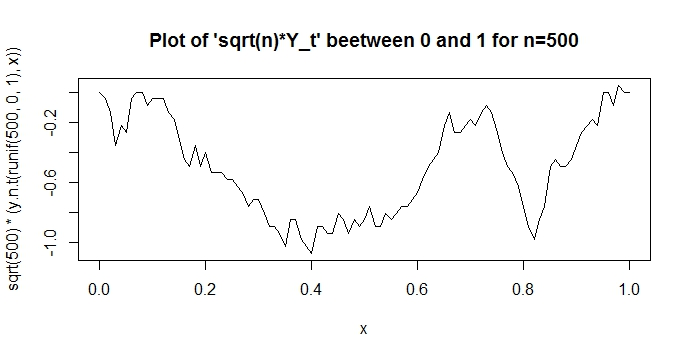 Plot of 'sqrt(n)*Y_t' beetween 0 and 1 for n=500
sqrt(500) * (y.n.t(runif(500, 0, 1), x))
-0.2
-0.6
-1.0
0.0 0.2 0.4 0.6 0.8 1.0
x